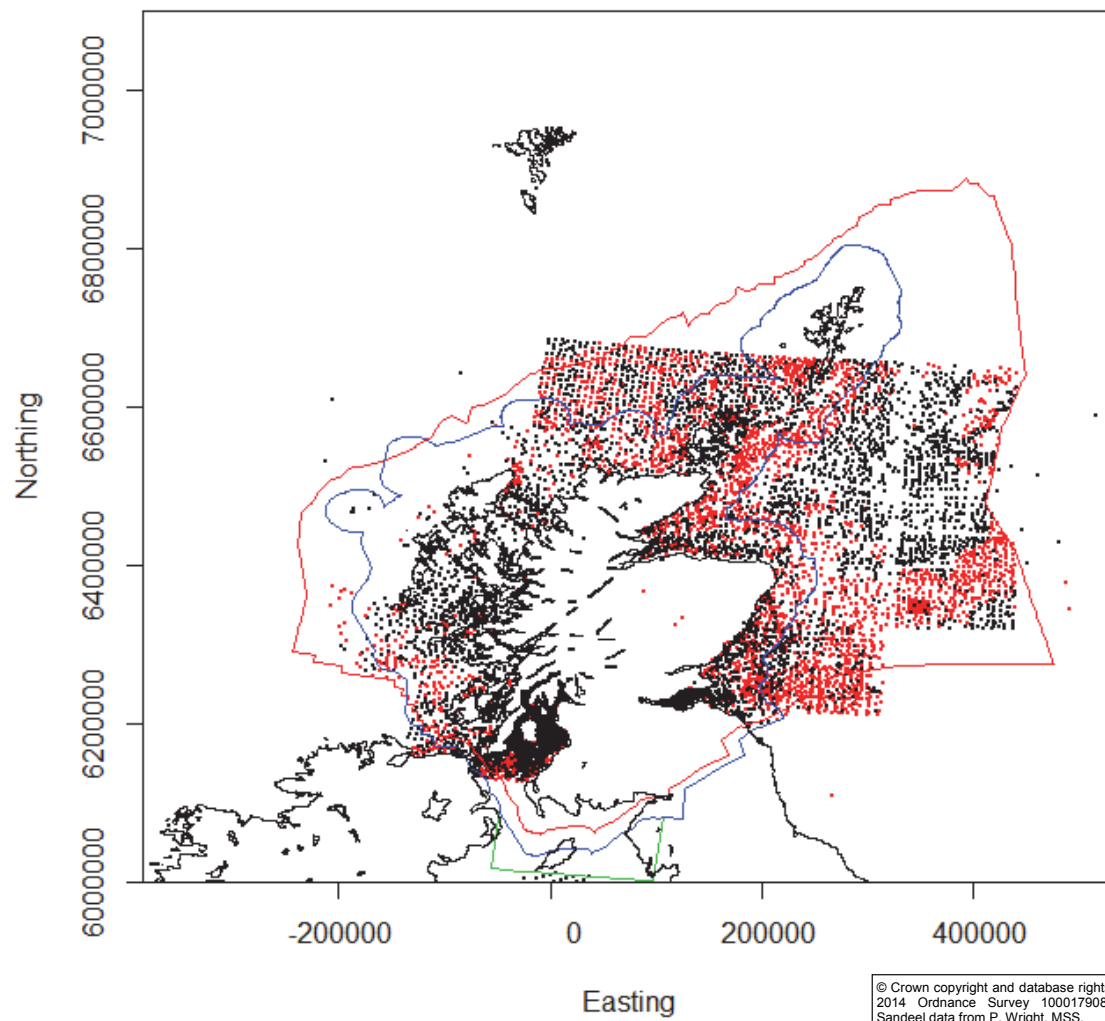 7000000
6800000
6600000
6400000
6200000
6000000
Northing
-200000 0 200000 400000
Easting
© Crown copyright and database right
2014 Ordnance Survey 100017908
Sandeel data from P. Wright, MSS.